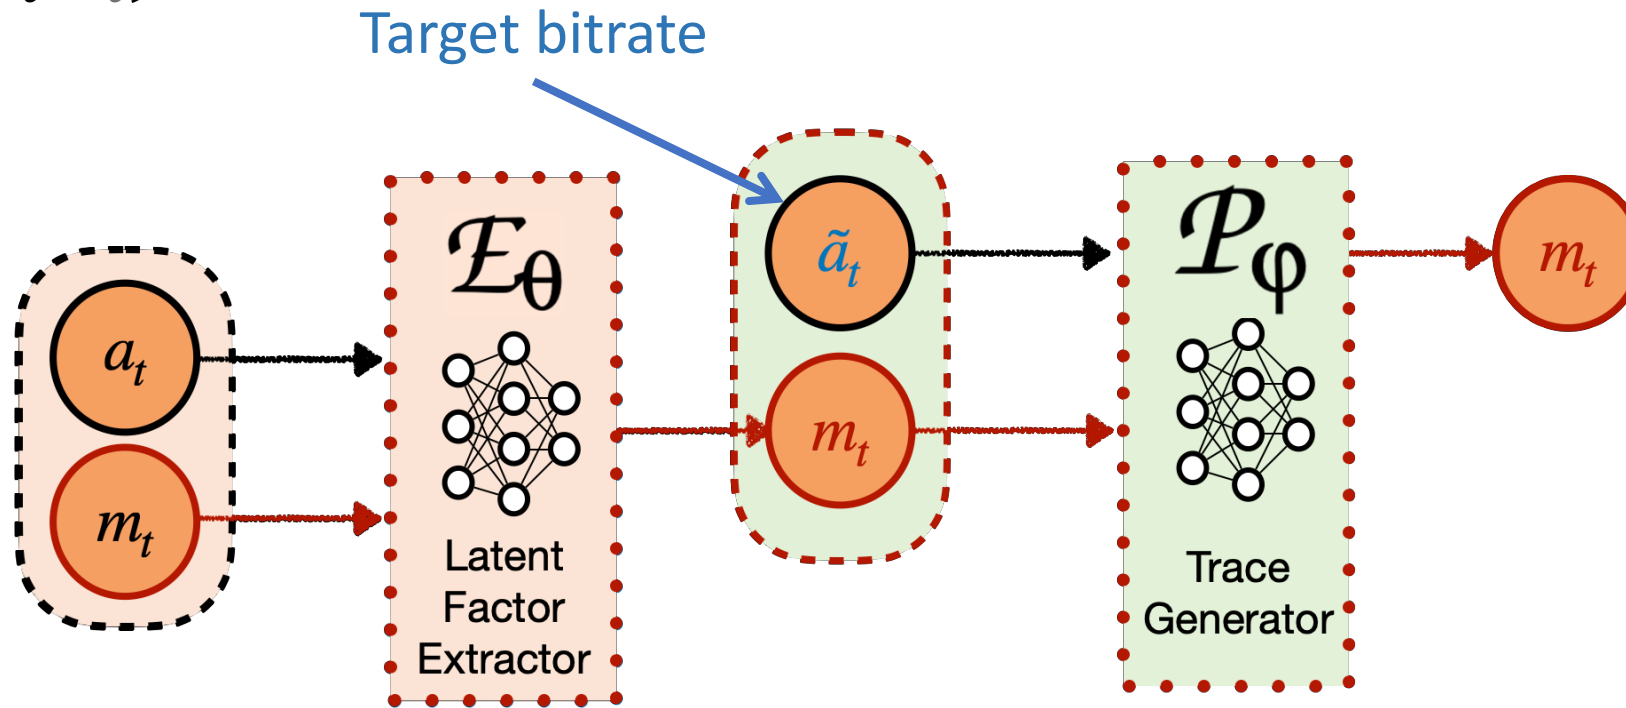 Target bitrate
a_t
m_t
ℰ_θ
Latent
Factor
Extractor
ã_t
m_t
𝒫_φ
Trace
Generator
m_t